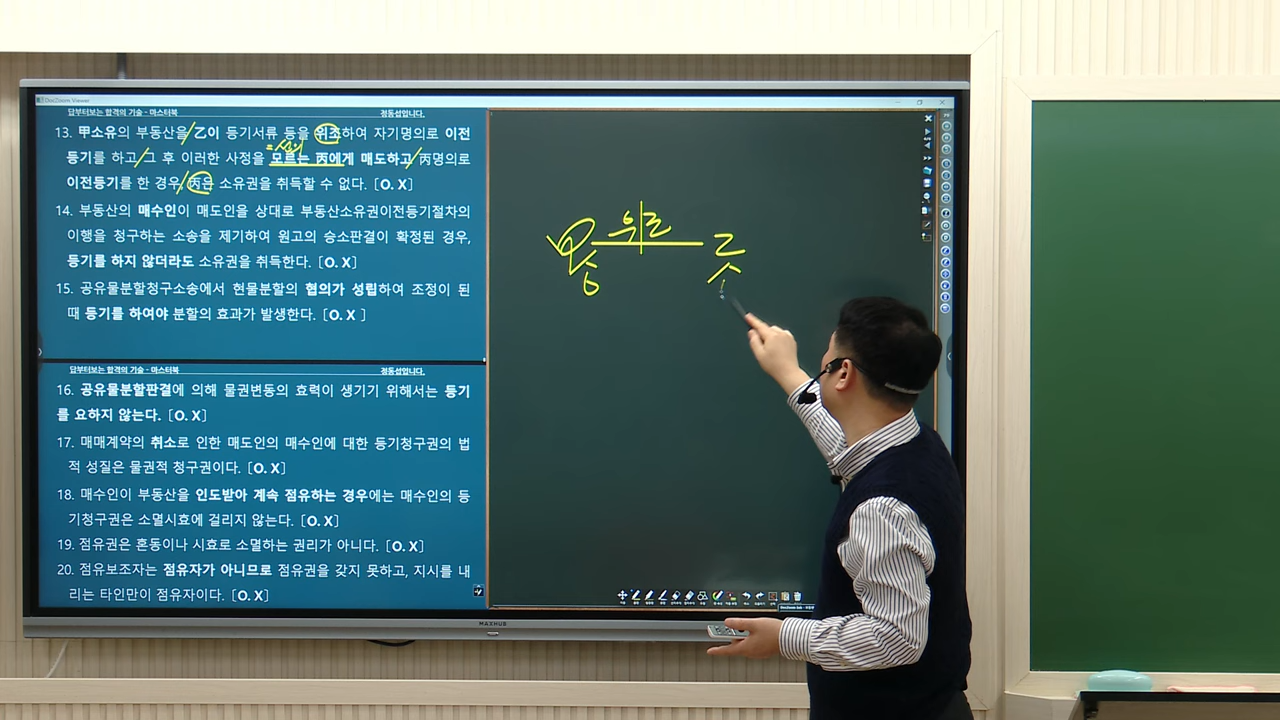 DocZoom Viewer
답부터보는 합격의 기술 - 마스터북 정동섭입니다.
13. 甲소유의 부동산을 乙이 등기서류 등을 위조하여 자기명의로 이전
등기를 하고 그 후 이러한 사정을 모르는 丙에게 매도하고 丙명의로
이전등기를 한 경우 丙은 소유권을 취득할 수 없다. [O. X]
14. 부동산의 매수인이 매도인을 상대로 부동산소유권이전등기절차의
이행을 청구하는 소송을 제기하여 원고의 승소판결이 확정된 경우,
등기를 하지 않더라도 소유권을 취득한다. [O. X]
15. 공유물분할청구소송에서 현물분할의 협의가 성립하여 조정이 된
때 등기를 하여야 분할의 효과가 발생한다. [O. X ]
답부터보는 합격의 기술 - 마스터북 정동섭입니다.
16. 공유물분할판결에 의해 물권변동의 효력이 생기기 위해서는 등기
를 요하지 않는다. [O. X]
17. 매매계약의 취소로 인한 매도인의 매수인에 대한 등기청구권의 법
적 성질은 물권적 청구권이다. [O. X]
18. 매수인이 부동산을 인도받아 계속 점유하는 경우에는 매수인의 등
기청구권은 소멸시효에 걸리지 않는다. [O. X]
19. 점유권은 혼동이나 시효로 소멸하는 권리가 아니다. [O. X]
20. 점유보조자는 점유자가 아니므로 점유권을 갖지 못하고, 지시를 내
리는 타인만이 점유자이다. [O. X]
MAXHUB